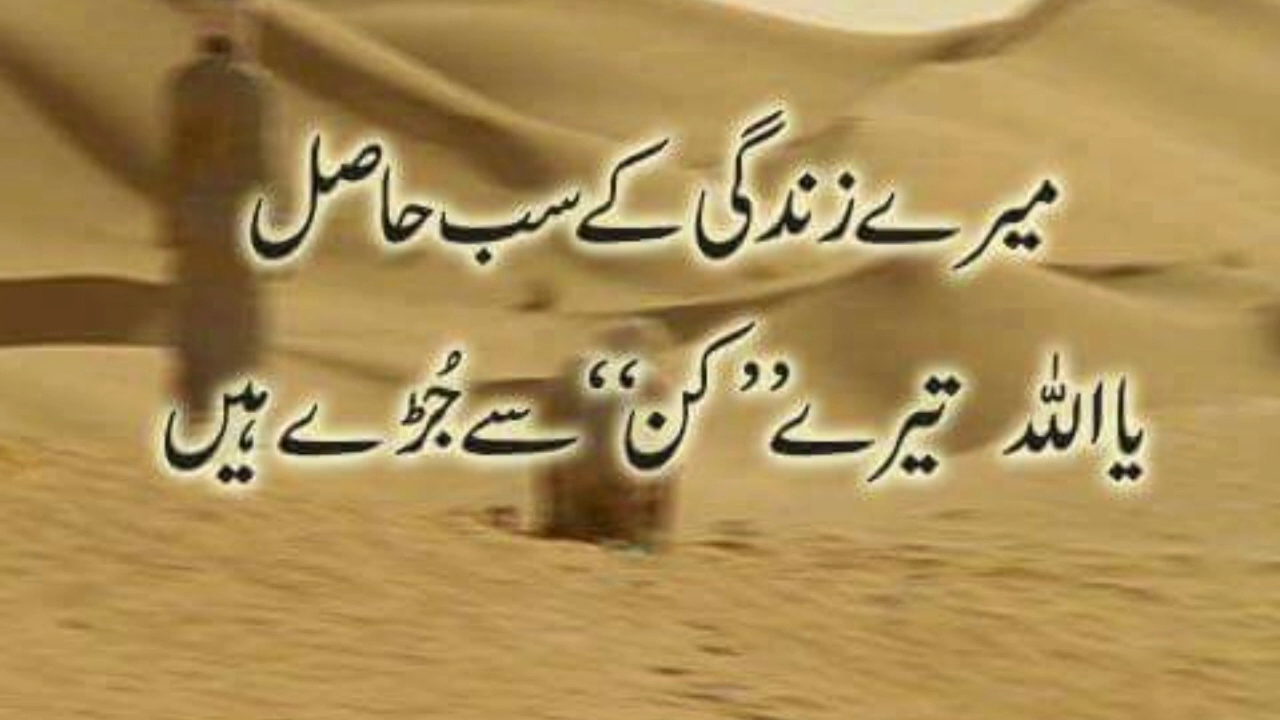 میرے زندگی کے سب حاصل
یا اللہ تیرے ”کن“ سے جُڑے ہیں